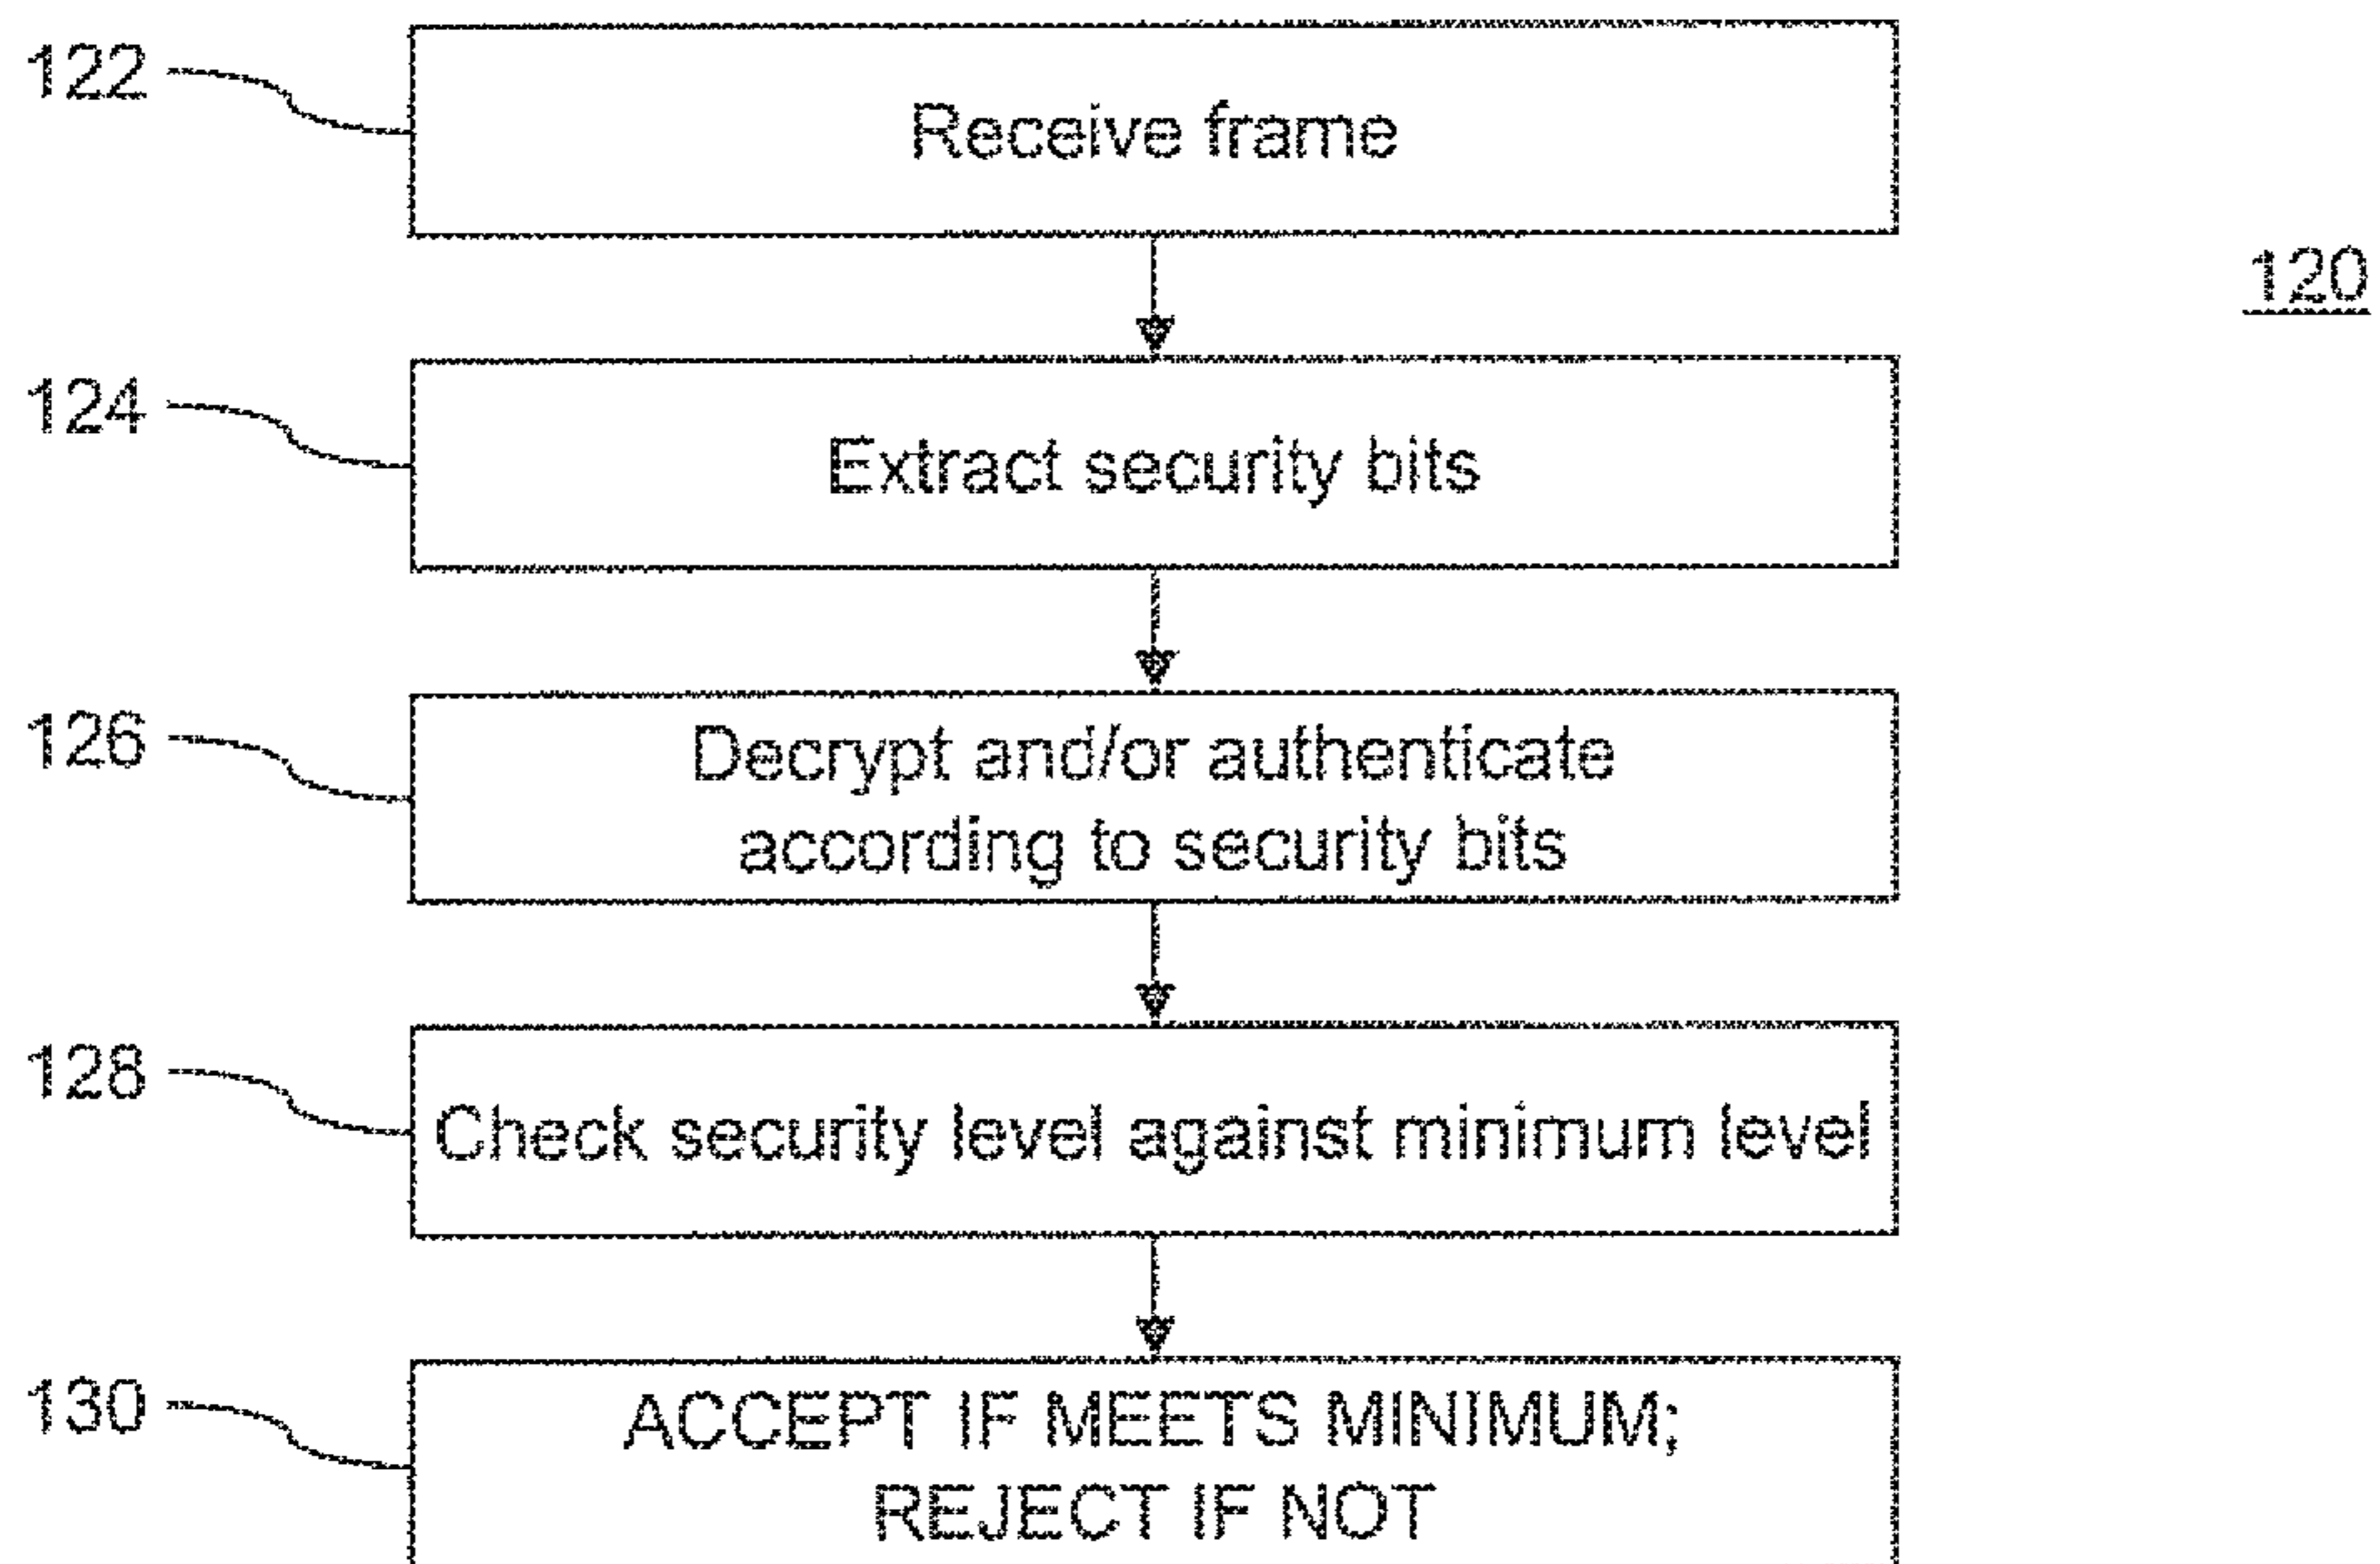 122
Receive frame
120
124
Extract security bits
126
Decrypt and/or authenticate
according to security bits
128
Check security level against minimum level
130
ACCEPT IF MEETS MINIMUM;
REJECT IF NOT